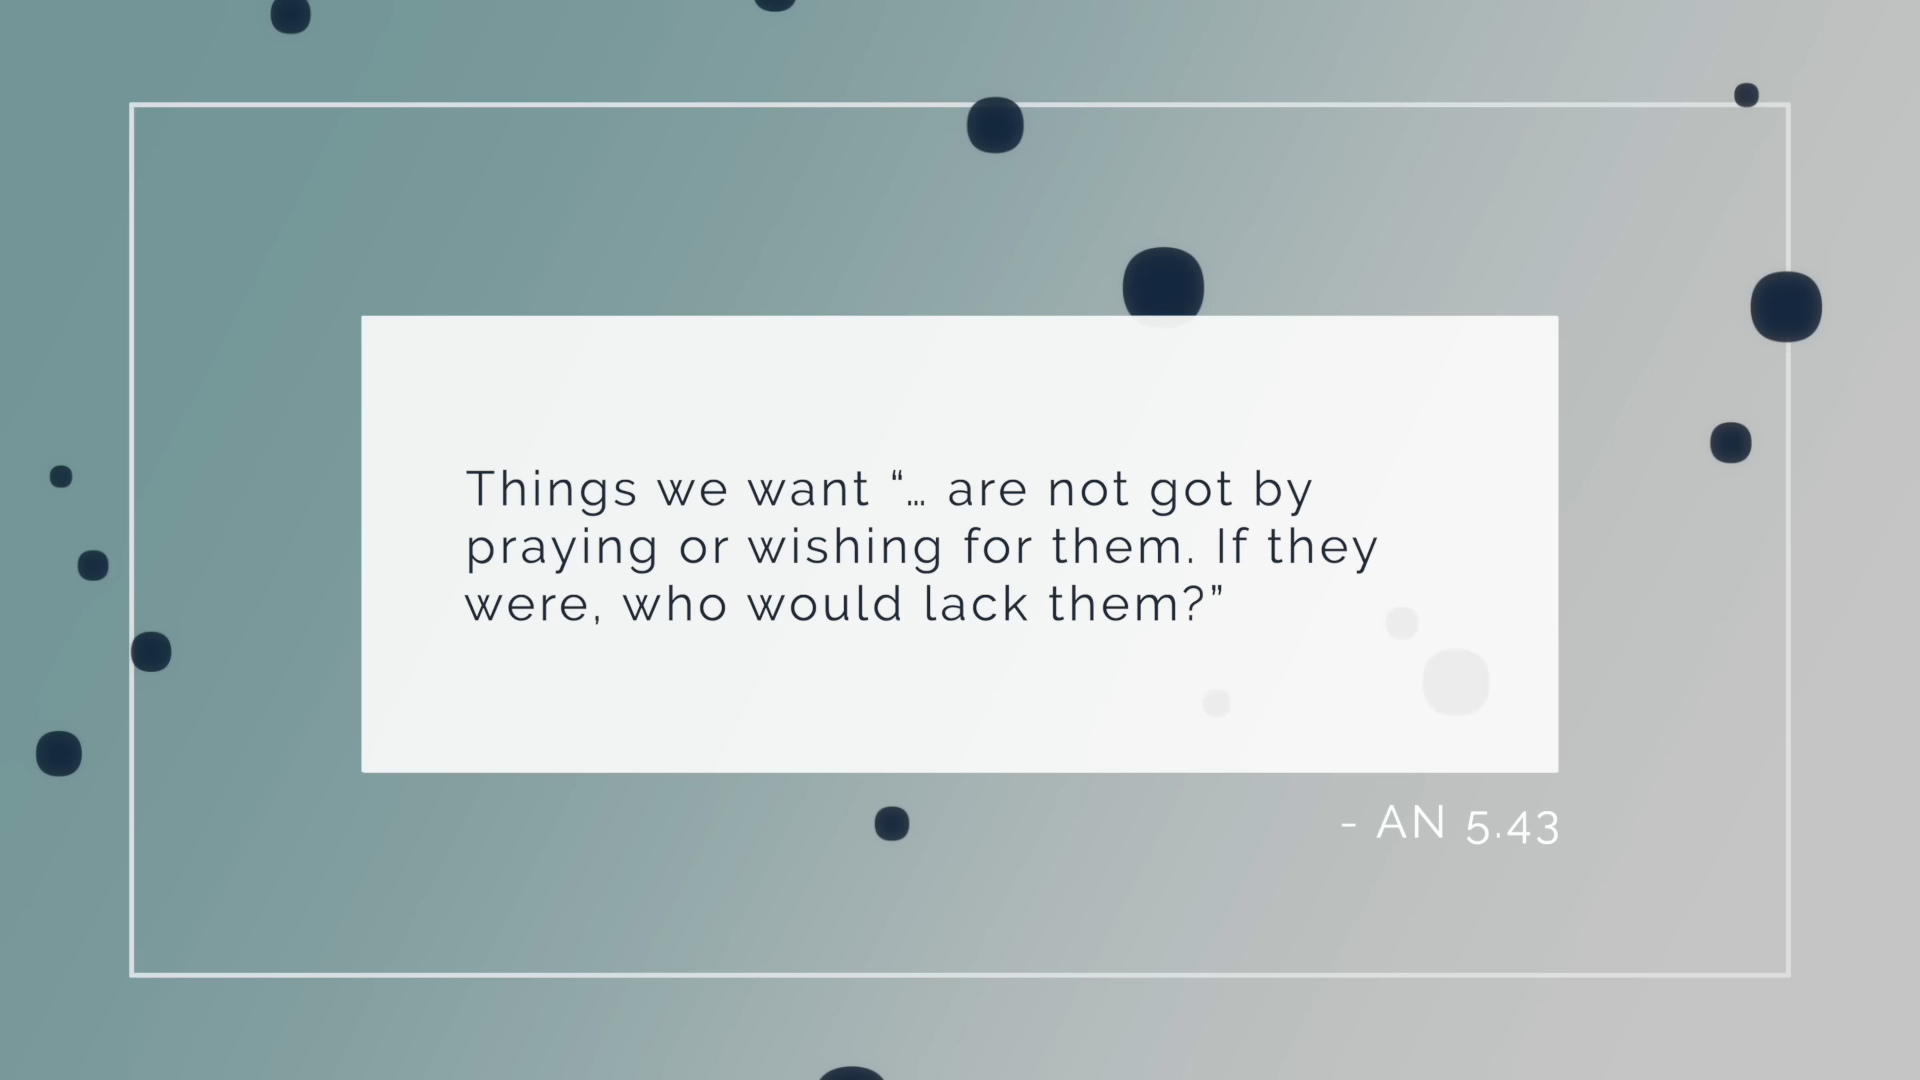 Things we want “… are not got by
praying or wishing for them. If they
were, who would lack them?”
- AN 5.43